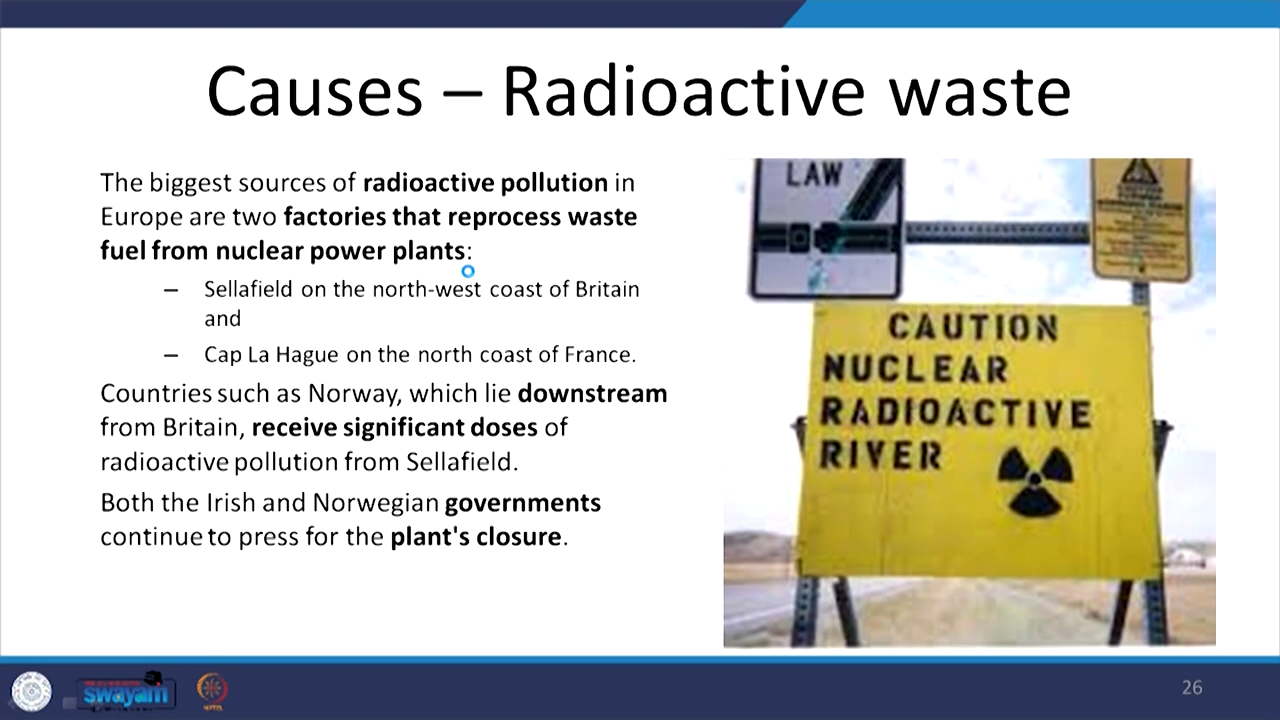 Causes – Radioactive waste
The biggest sources of radioactive pollution in
Europe are two factories that reprocess waste
fuel from nuclear power plants:
– Sellafield on the north-west coast of Britain
and
– Cap La Hague on the north coast of France.
Countries such as Norway, which lie downstream
from Britain, receive significant doses of
radioactive pollution from Sellafield.
Both the Irish and Norwegian governments
continue to press for the plant's closure.
LAW
CAUTION
NUCLEAR
RADIOACTIVE
RIVER
swayam
26